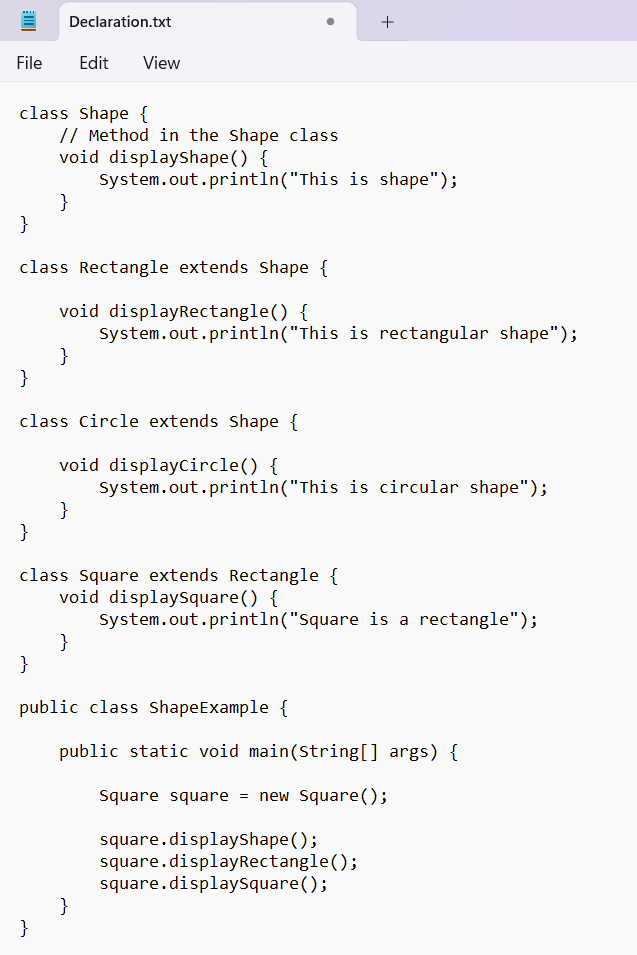 Declaration.txt
File Edit View
class Shape {
    // Method in the Shape class
    void displayShape() {
        System.out.println("This is shape");
    }
}

class Rectangle extends Shape {

    void displayRectangle() {
        System.out.println("This is rectangular shape");
    }
}

class Circle extends Shape {

    void displayCircle() {
        System.out.println("This is circular shape");
    }
}

class Square extends Rectangle {
    void displaySquare() {
        System.out.println("Square is a rectangle");
    }
}

public class ShapeExample {

    public static void main(String[] args) {

        Square square = new Square();

        square.displayShape();
        square.displayRectangle();
        square.displaySquare();
    }
}